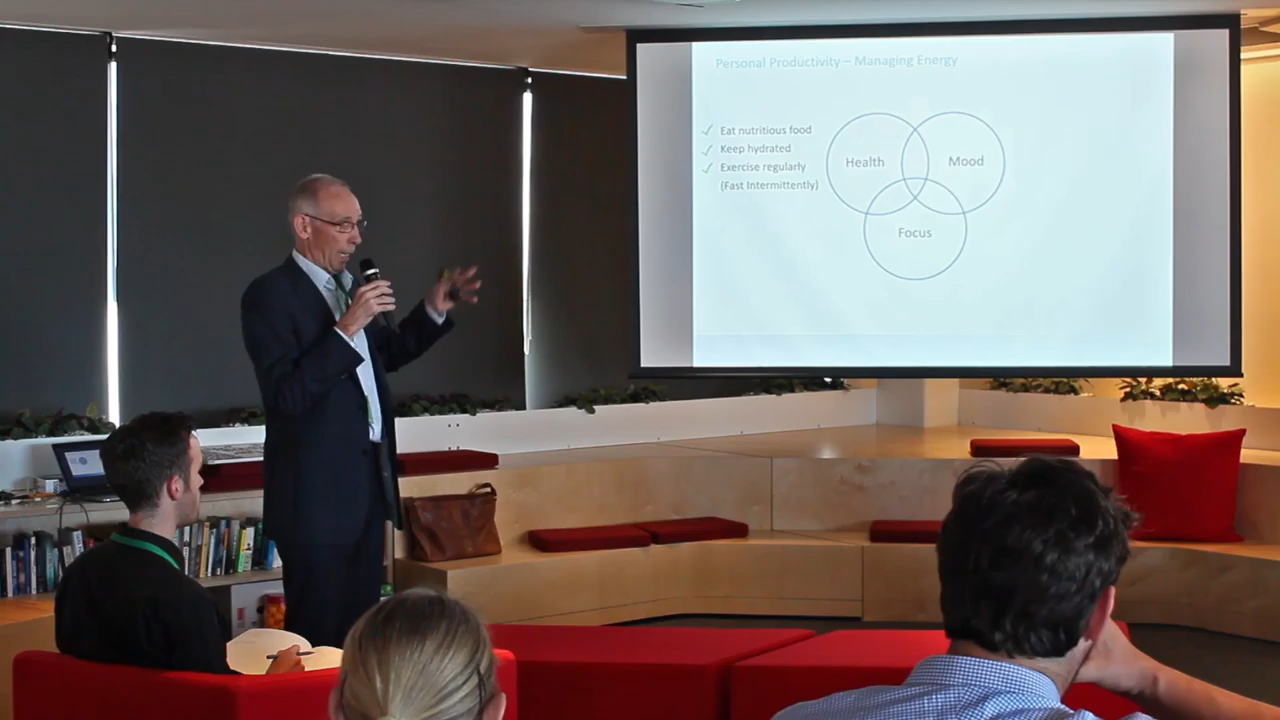 Personal Productivity – Managing Energy
✓ Eat nutritious food
✓ Keep hydrated
✓ Exercise regularly
(Fast Intermittently)
Health
Mood
Focus